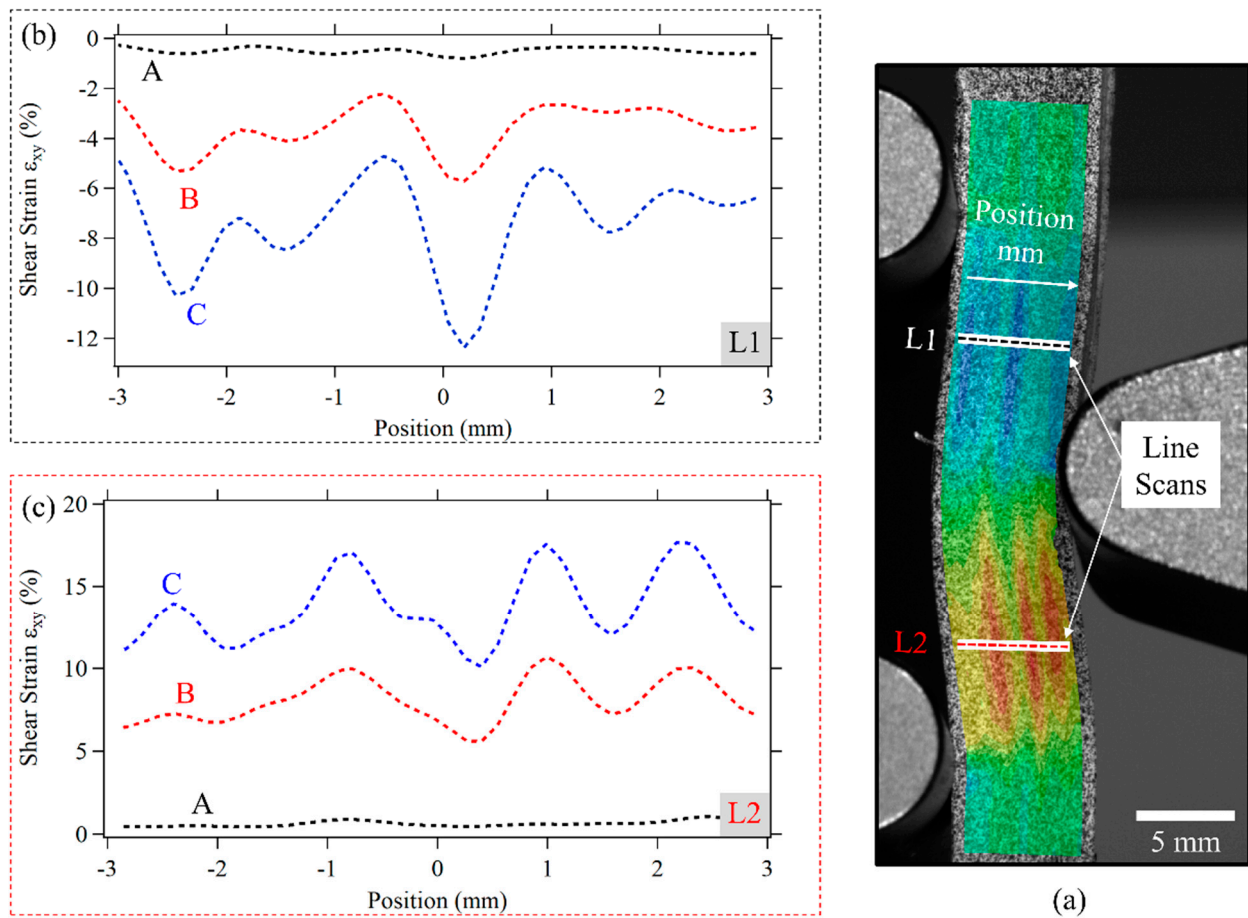 (b)
0
-2
-4
-6
-8
-10
-12
Shear Strain εxy (%)
A
B
C
L1
-3 -2 -1 0 1 2 3
Position (mm)
(c)
20
15
10
5
0
Shear Strain εxy (%)
C
B
A
L2
-3 -2 -1 0 1 2 3
Position (mm)
Position
mm
L1
Line
Scans
L2
5 mm
(a)